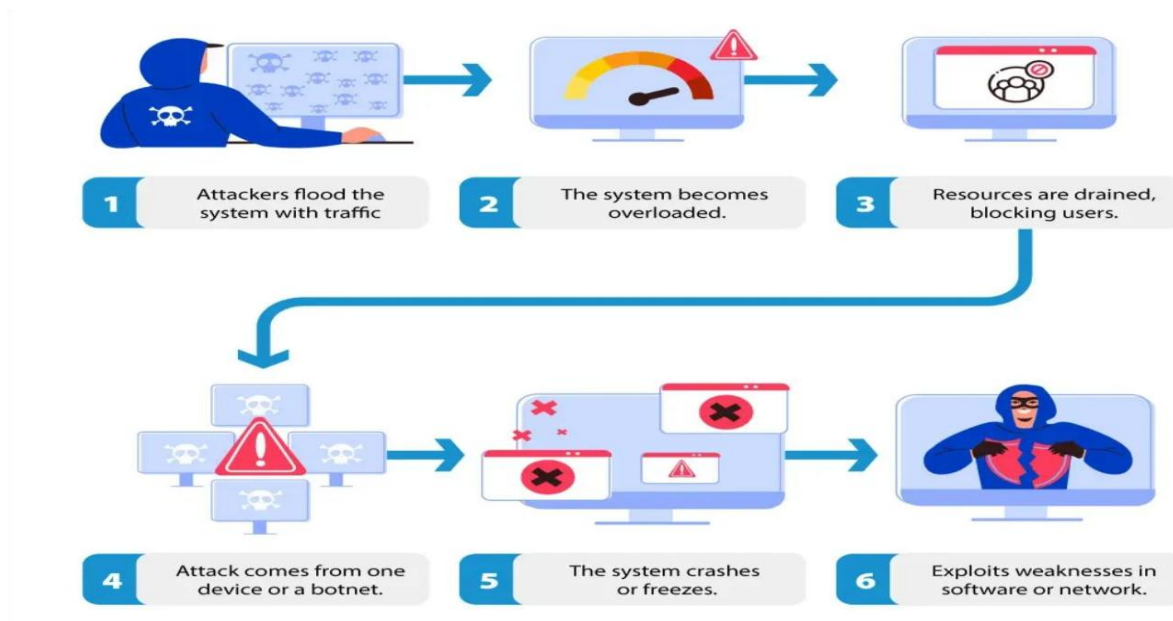 1
Attackers flood the
system with traffic
2
The system becomes
overloaded.
3
Resources are drained,
blocking users.
4
Attack comes from one
device or a botnet.
5
The system crashes
or freezes.
6
Exploits weaknesses in
software or network.